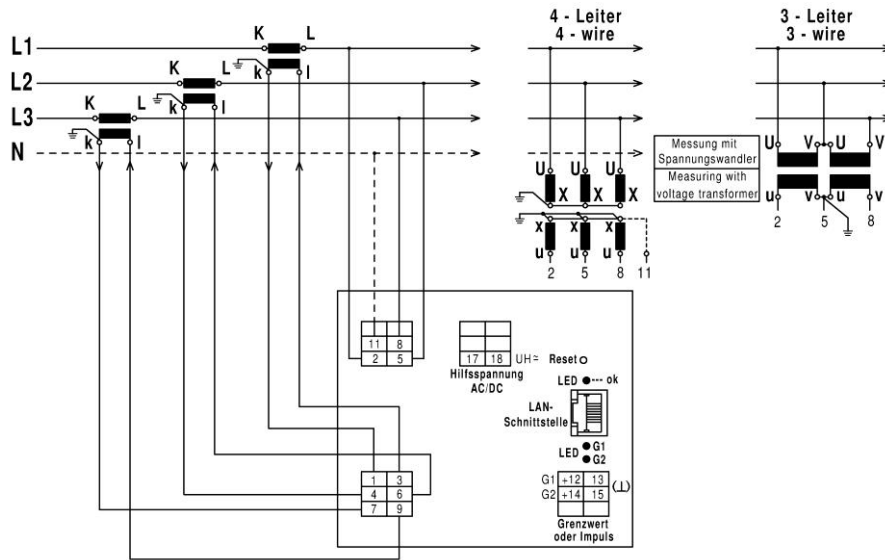 4 - Leiter
4 - wire
3 - Leiter
3 - wire
L1
K L
k l
L2
K L
k l
L3
K L
k l
N
U U U
X X X
x x x
u u u
2 5 8 11
Messung mit
Spannungswandler
Measuring with
voltage transformer
U V U V
u v u v
2 5 8
11 8
2 5
17 18 UH≂
Hilfsspannung
AC/DC
Reset
LED --- ok
LAN-
Schnittstelle
LED G1
G2
1 3
4 6
7 9
G1 +12 13 (⊥)
G2 +14 15
Grenzwert
oder Impuls